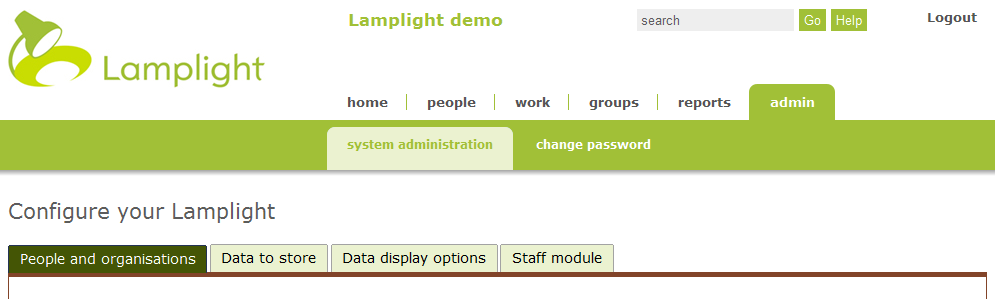 Lamplight
Lamplight demo
search Go Help Logout
home people work groups reports admin
system administration change password
Configure your Lamplight
People and organisations Data to store Data display options Staff module